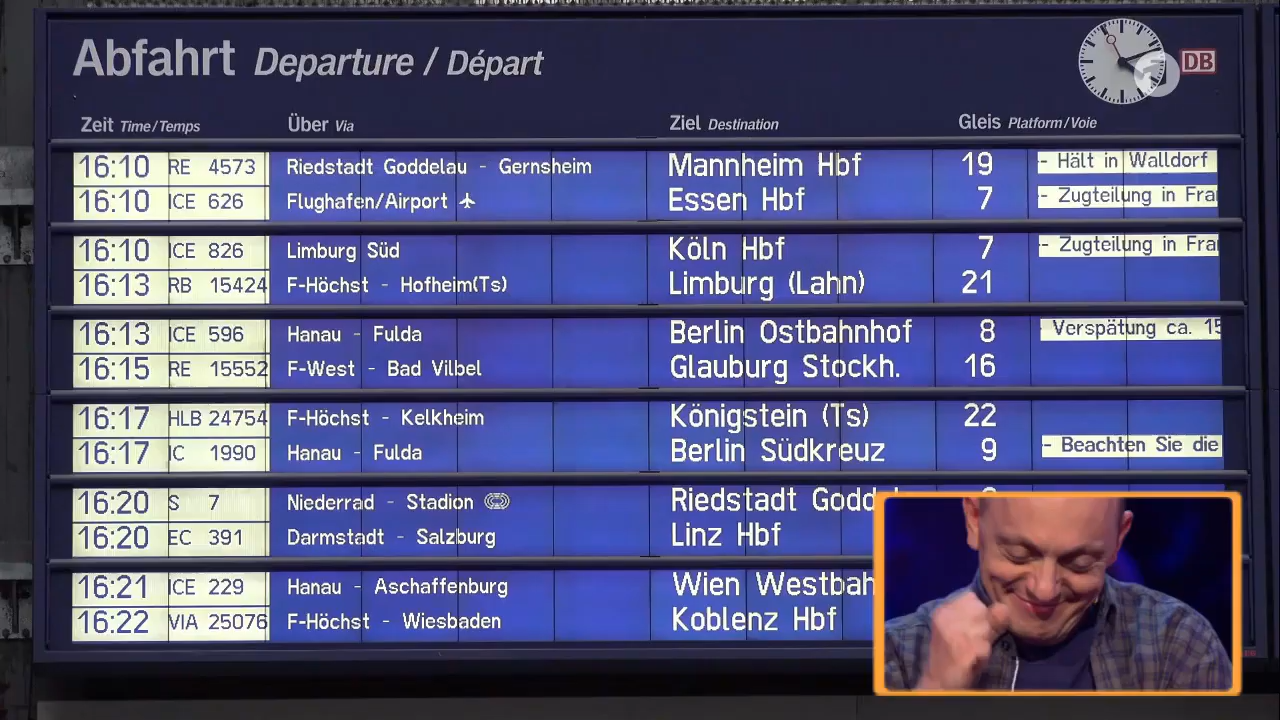 Abfahrt Departure / Départ
DB
Zeit Time/Temps Über Via Ziel Destination Gleis Platform/Voie
16:10 RE 4573 Riedstadt Goddelau - Gernsheim Mannheim Hbf 19 - Hält in Walldorf
16:10 ICE 626 Flughafen/Airport Essen Hbf 7 - Zugteilung in Fra
16:10 ICE 826 Limburg Süd Köln Hbf 7 - Zugteilung in Fra
16:13 RB 15424 F-Höchst - Hofheim(Ts) Limburg (Lahn) 21
16:13 ICE 596 Hanau - Fulda Berlin Ostbahnhof 8 Verspätung ca. 15
16:15 RE 15552 F-West - Bad Vilbel Glauburg Stockh. 16
16:17 HLB 24754 F-Höchst - Kelkheim Königstein (Ts) 22
16:17 IC 1990 Hanau - Fulda Berlin Südkreuz 9 - Beachten Sie die
16:20 S 7 Niederrad - Stadion Riedstadt Godd
16:20 EC 391 Darmstadt - Salzburg Linz Hbf
16:21 ICE 229 Hanau - Aschaffenburg Wien Westbah
16:22 VIA 25076 F-Höchst - Wiesbaden Koblenz Hbf